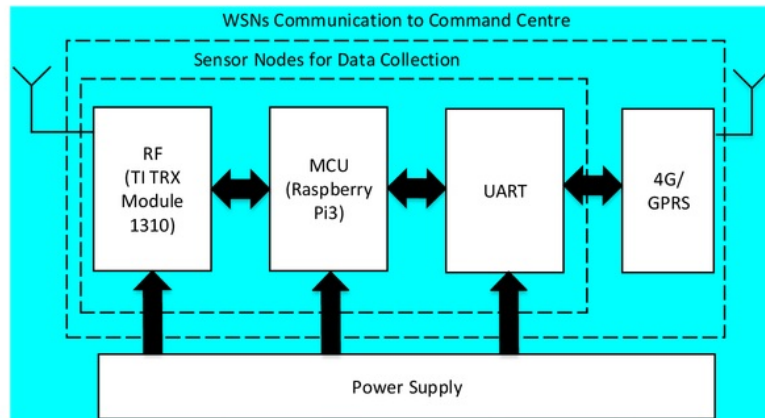 WSNs Communication to Command Centre
Sensor Nodes for Data Collection
RF
(TI TRX
Module
1310)
MCU
(Raspberry
Pi3)
UART
4G/
GPRS
Power Supply